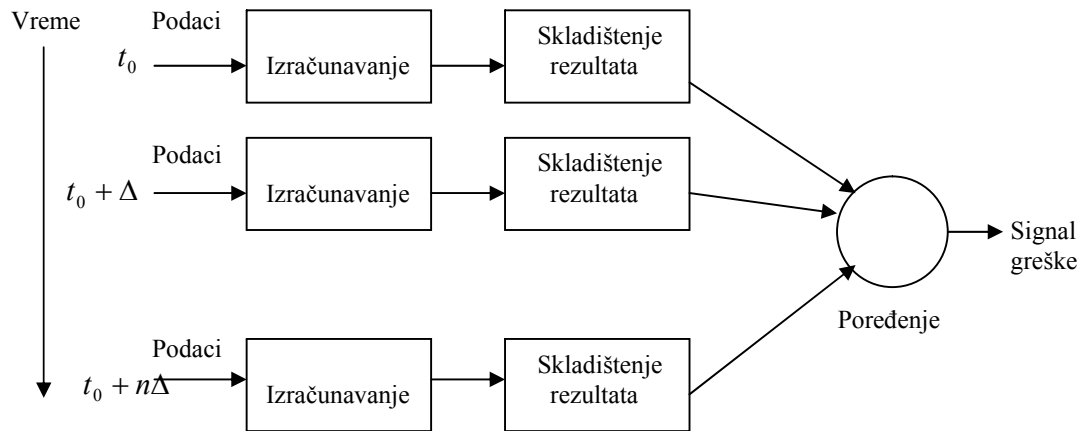 Vreme
Podaci
t₀
Izračunavanje
Skladištenje
rezultata
Podaci
t₀ + Δ
Izračunavanje
Skladištenje
rezultata
Signal
greške
Poređenje
Podaci
t₀ + nΔ
Izračunavanje
Skladištenje
rezultata